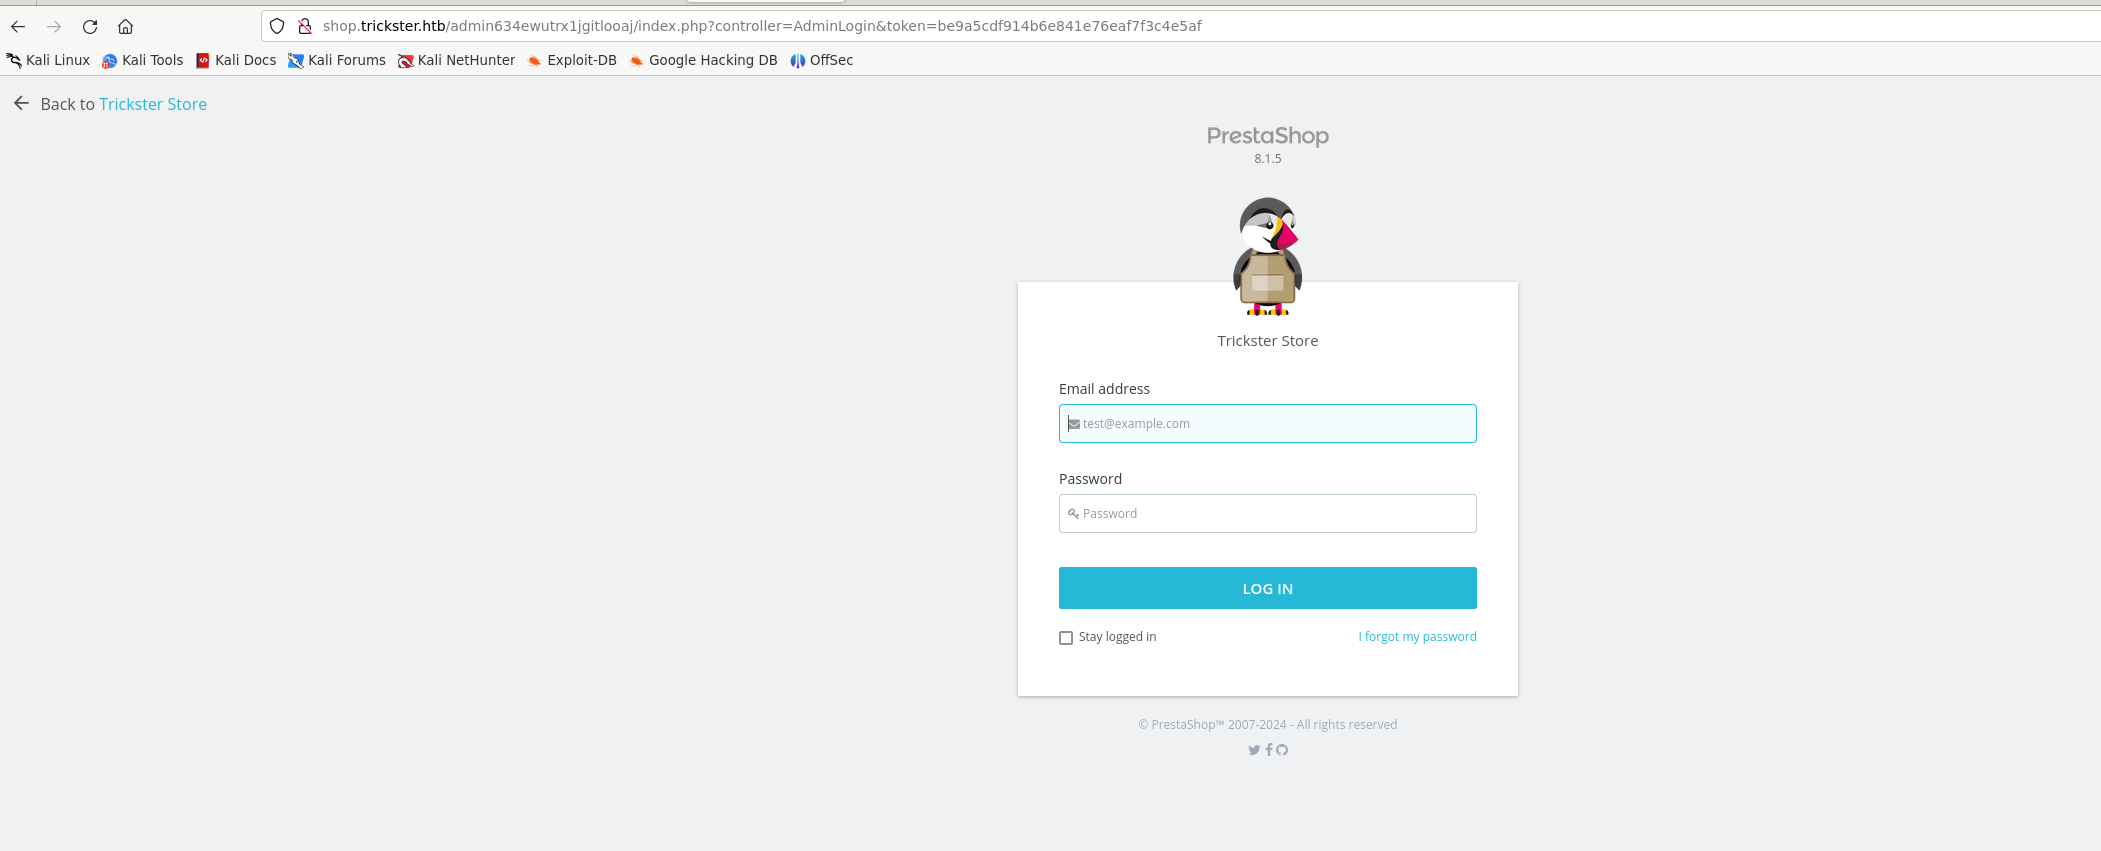 shop.trickster.htb/admin634ewutrx1jgitlooaj/index.php?controller=AdminLogin&token=be9a5cdf914b6e841e76eaf7f3c4e5af
Kali Linux Kali Tools Kali Docs Kali Forums Kali NetHunter Exploit-DB Google Hacking DB OffSec
Back to Trickster Store
PrestaShop
8.1.5
Trickster Store
Email address
test@example.com
Password
Password
LOG IN
Stay logged in I forgot my password
© PrestaShop™ 2007-2024 - All rights reserved